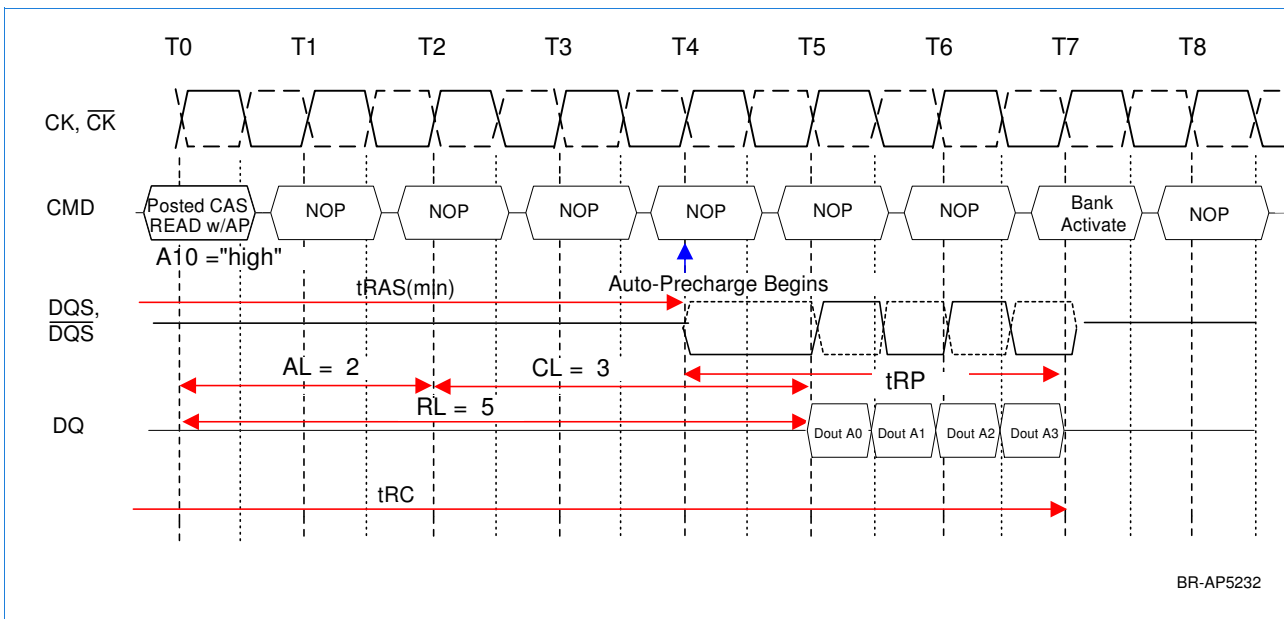 T0 T1 T2 T3 T4 T5 T6 T7 T8
CK, CK
CMD
Posted CAS
READ w/AP
NOP NOP NOP NOP NOP NOP
Bank
Activate
NOP
A10 ="high"
tRAS(min)
Auto-Precharge Begins
DQS,
DQS
AL = 2
CL = 3
tRP
RL = 5
DQ
Dout A0 Dout A1 Dout A2 Dout A3
tRC
BR-AP5232